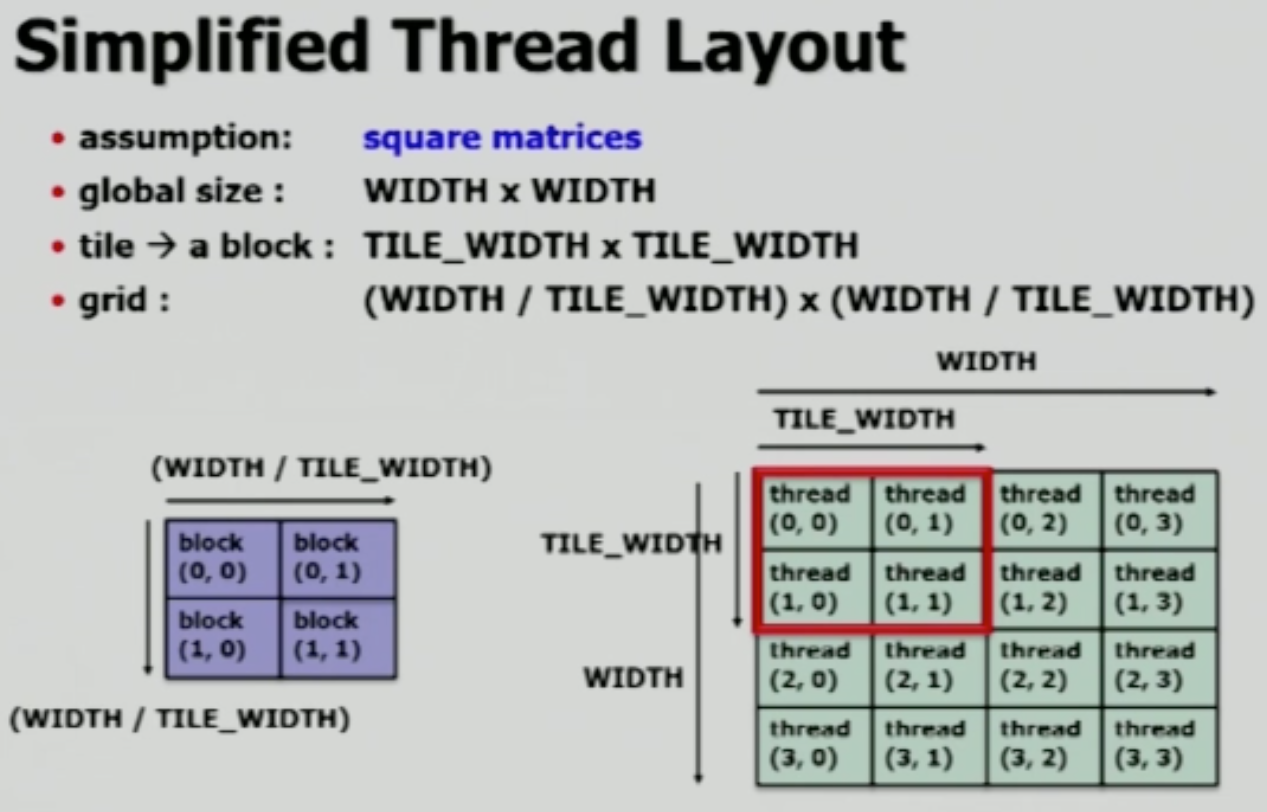 Simplified Thread Layout
• assumption: square matrices
• global size : WIDTH x WIDTH
• tile → a block : TILE_WIDTH x TILE_WIDTH
• grid : (WIDTH / TILE_WIDTH) x (WIDTH / TILE_WIDTH)
(WIDTH / TILE_WIDTH)
block (0, 0)
block (0, 1)
block (1, 0)
block (1, 1)
(WIDTH / TILE_WIDTH)
WIDTH
TILE_WIDTH
TILE_WIDTH
WIDTH
thread (0, 0)
thread (0, 1)
thread (0, 2)
thread (0, 3)
thread (1, 0)
thread (1, 1)
thread (1, 2)
thread (1, 3)
thread (2, 0)
thread (2, 1)
thread (2, 2)
thread (2, 3)
thread (3, 0)
thread (3, 1)
thread (3, 2)
thread (3, 3)